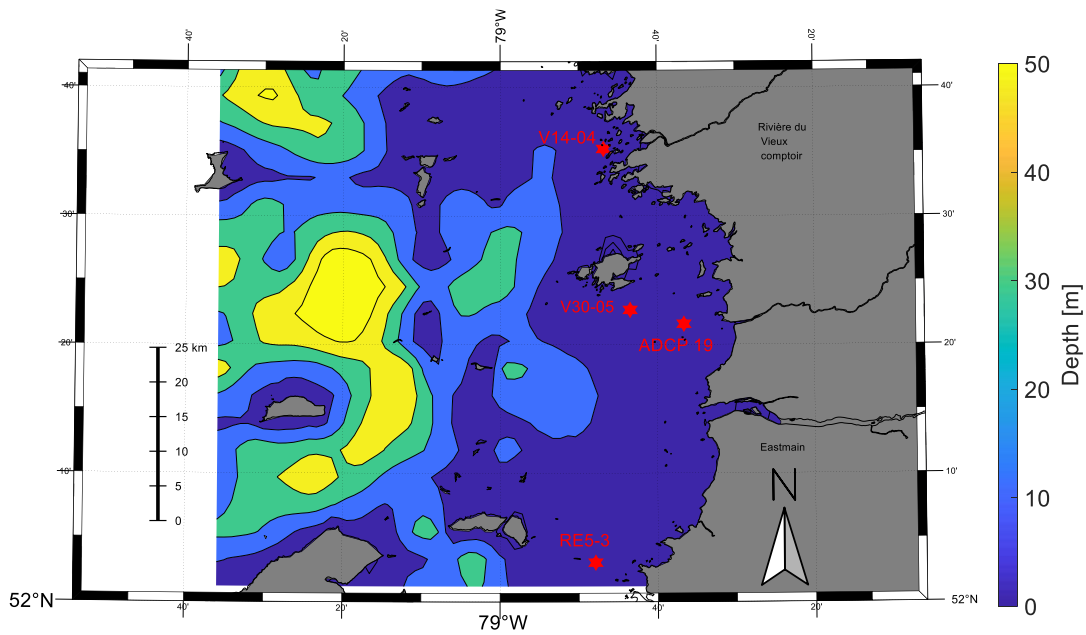 40' 20' 79°W 40' 20'
50
40' 40'
V14-04
Rivière du
Vieux
comptoir
40
30' 30'
V30-05
30
ADCP 19
20' 20'
25 km
20
15
10
5
0
Depth [m]
20
Eastmain
10' 10'
N
10
RE5-3
52°N 52°N
0
40' 20' 79°W 40' 20'